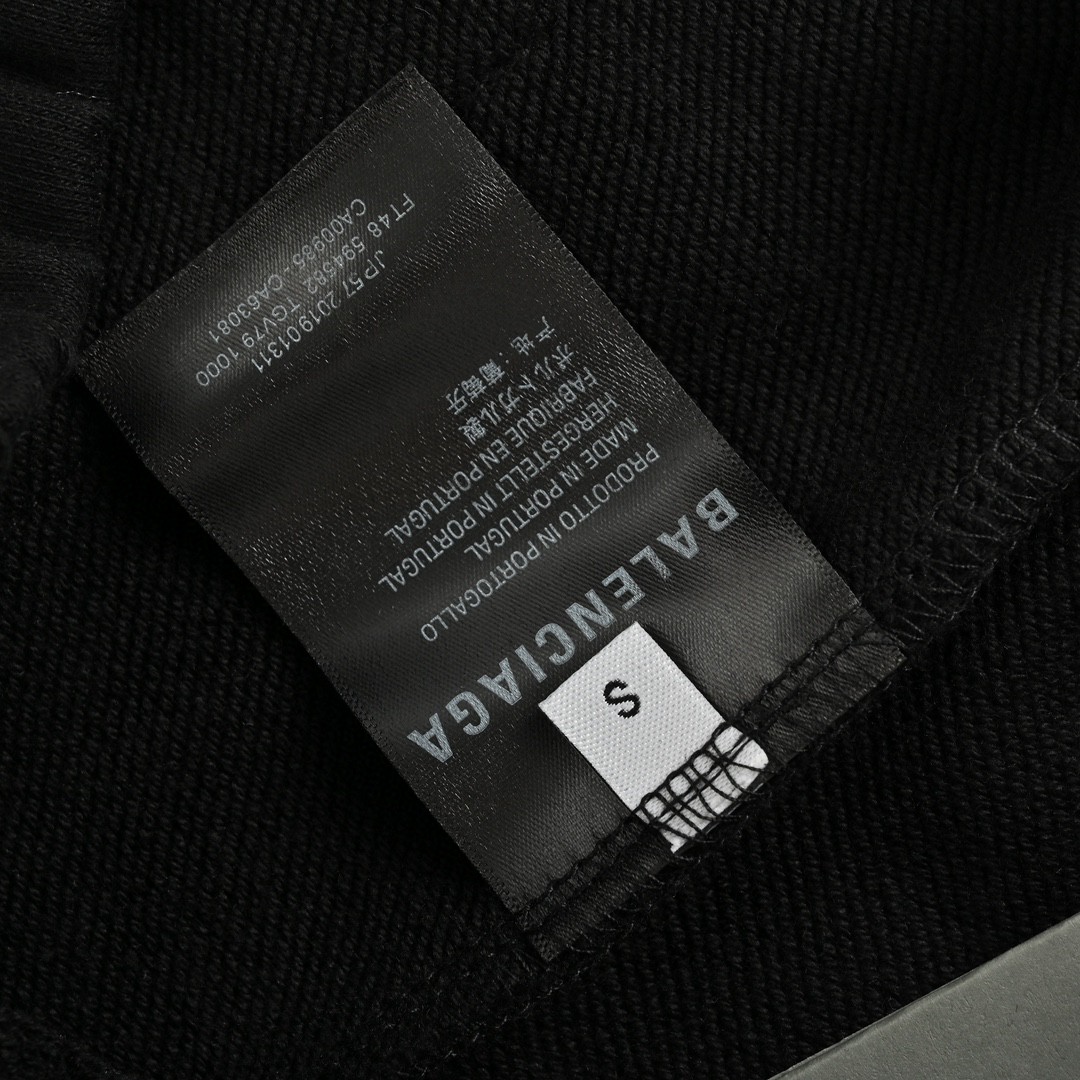 BALENCIAGA
S
PRODOTTO IN PORTOGALLO
MADE IN PORTUGAL
HERGESTELLT IN PORTUGAL
FABRIQUE EN PORTUGAL
ポルトガル製
产地:葡萄牙
JP57 201901311
FT48 594582 TGV79 1000
CA00985-CA63081